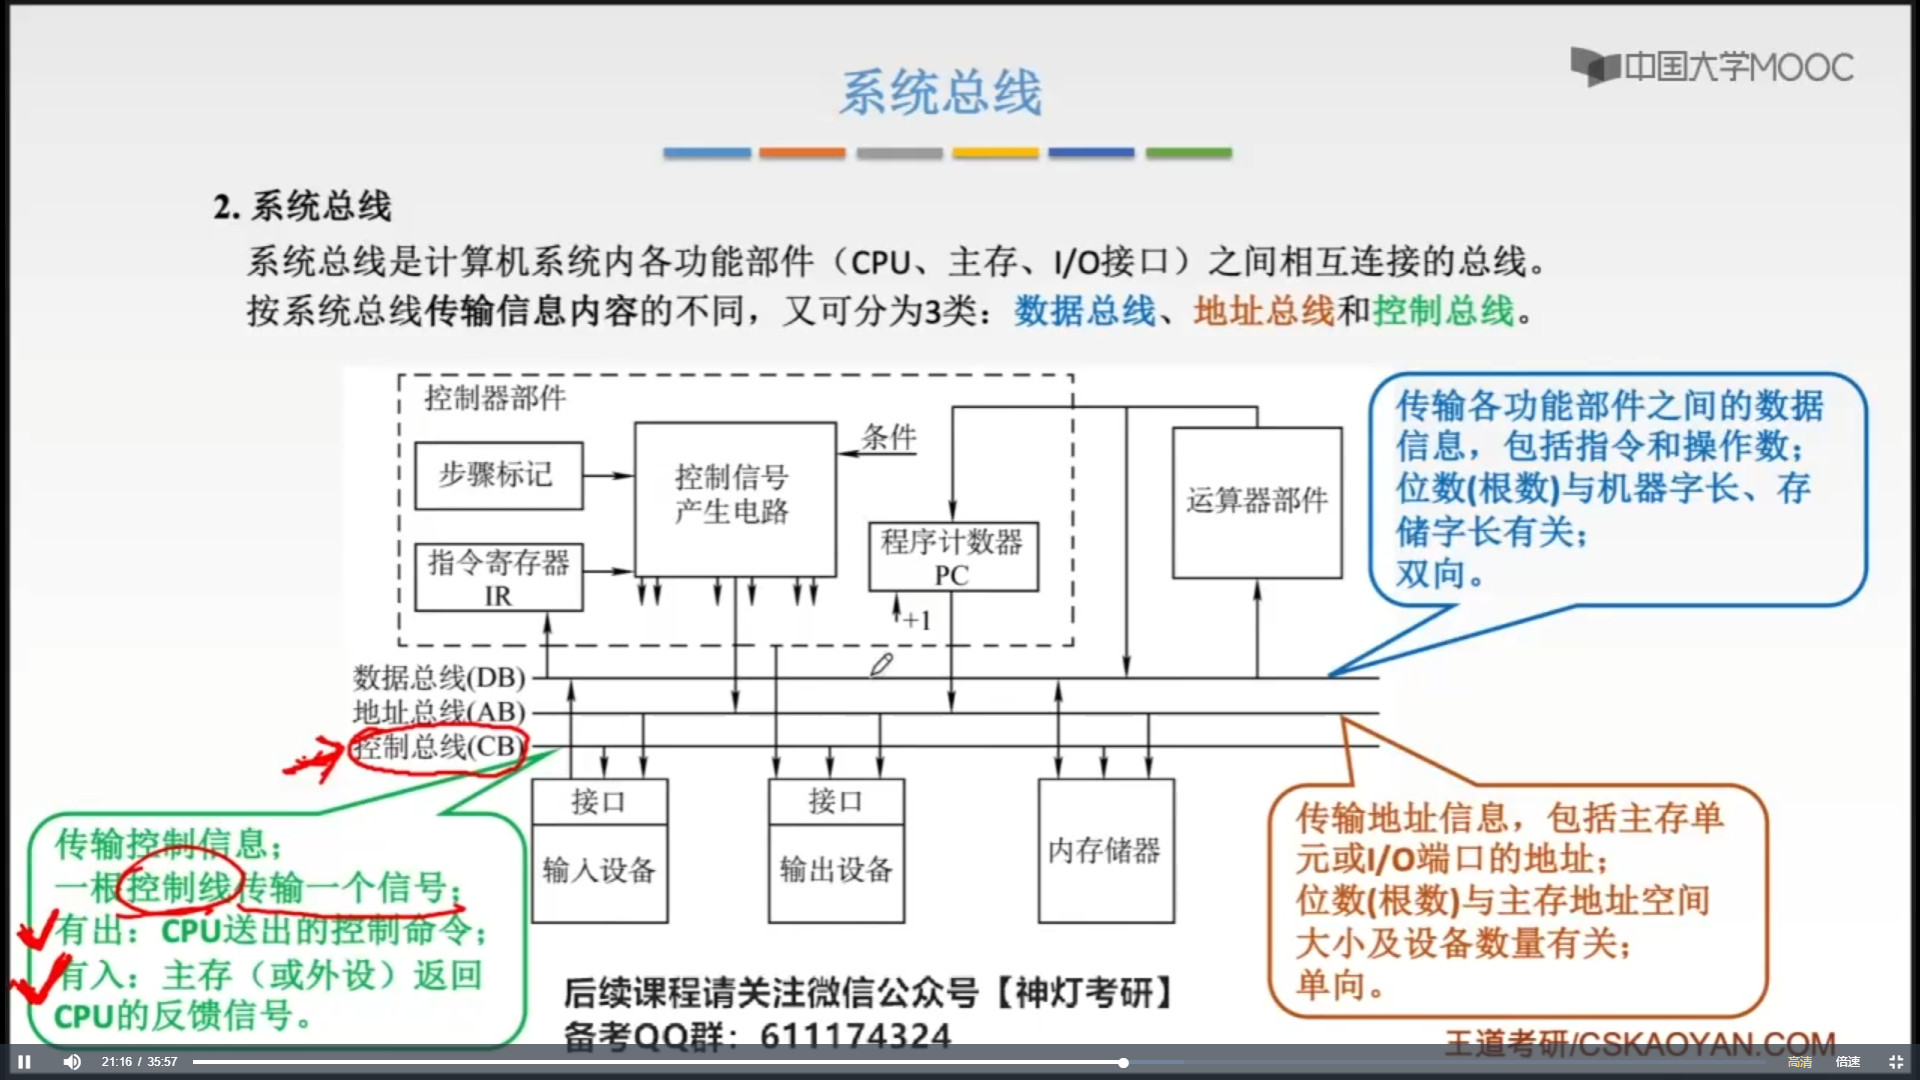 中国大学MOOC
系统总线
2. 系统总线
系统总线是计算机系统内各功能部件（CPU、主存、I/O接口）之间相互连接的总线。
按系统总线传输信息内容的不同，又可分为3类：数据总线、地址总线和控制总线。
控制器部件
步骤标记
控制信号
产生电路
条件
指令寄存器
IR
程序计数器
PC
+1
运算器部件
数据总线(DB)
地址总线(AB)
控制总线(CB)
接口
输入设备
接口
输出设备
内存储器
传输各功能部件之间的数据
信息，包括指令和操作数；
位数(根数)与机器字长、存
储字长有关；
双向。
传输控制信息；
一根控制线传输一个信号；
有出：CPU送出的控制命令；
有入：主存（或外设）返回
CPU的反馈信号。
传输地址信息，包括主存单
元或I/O端口的地址；
位数(根数)与主存地址空间
大小及设备数量有关；
单向。
后续课程请关注微信公众号【神灯考研】
备考QQ群：611174324
王道考研/CSKAOYAN.COM
21:16 / 35:57
高清
倍速